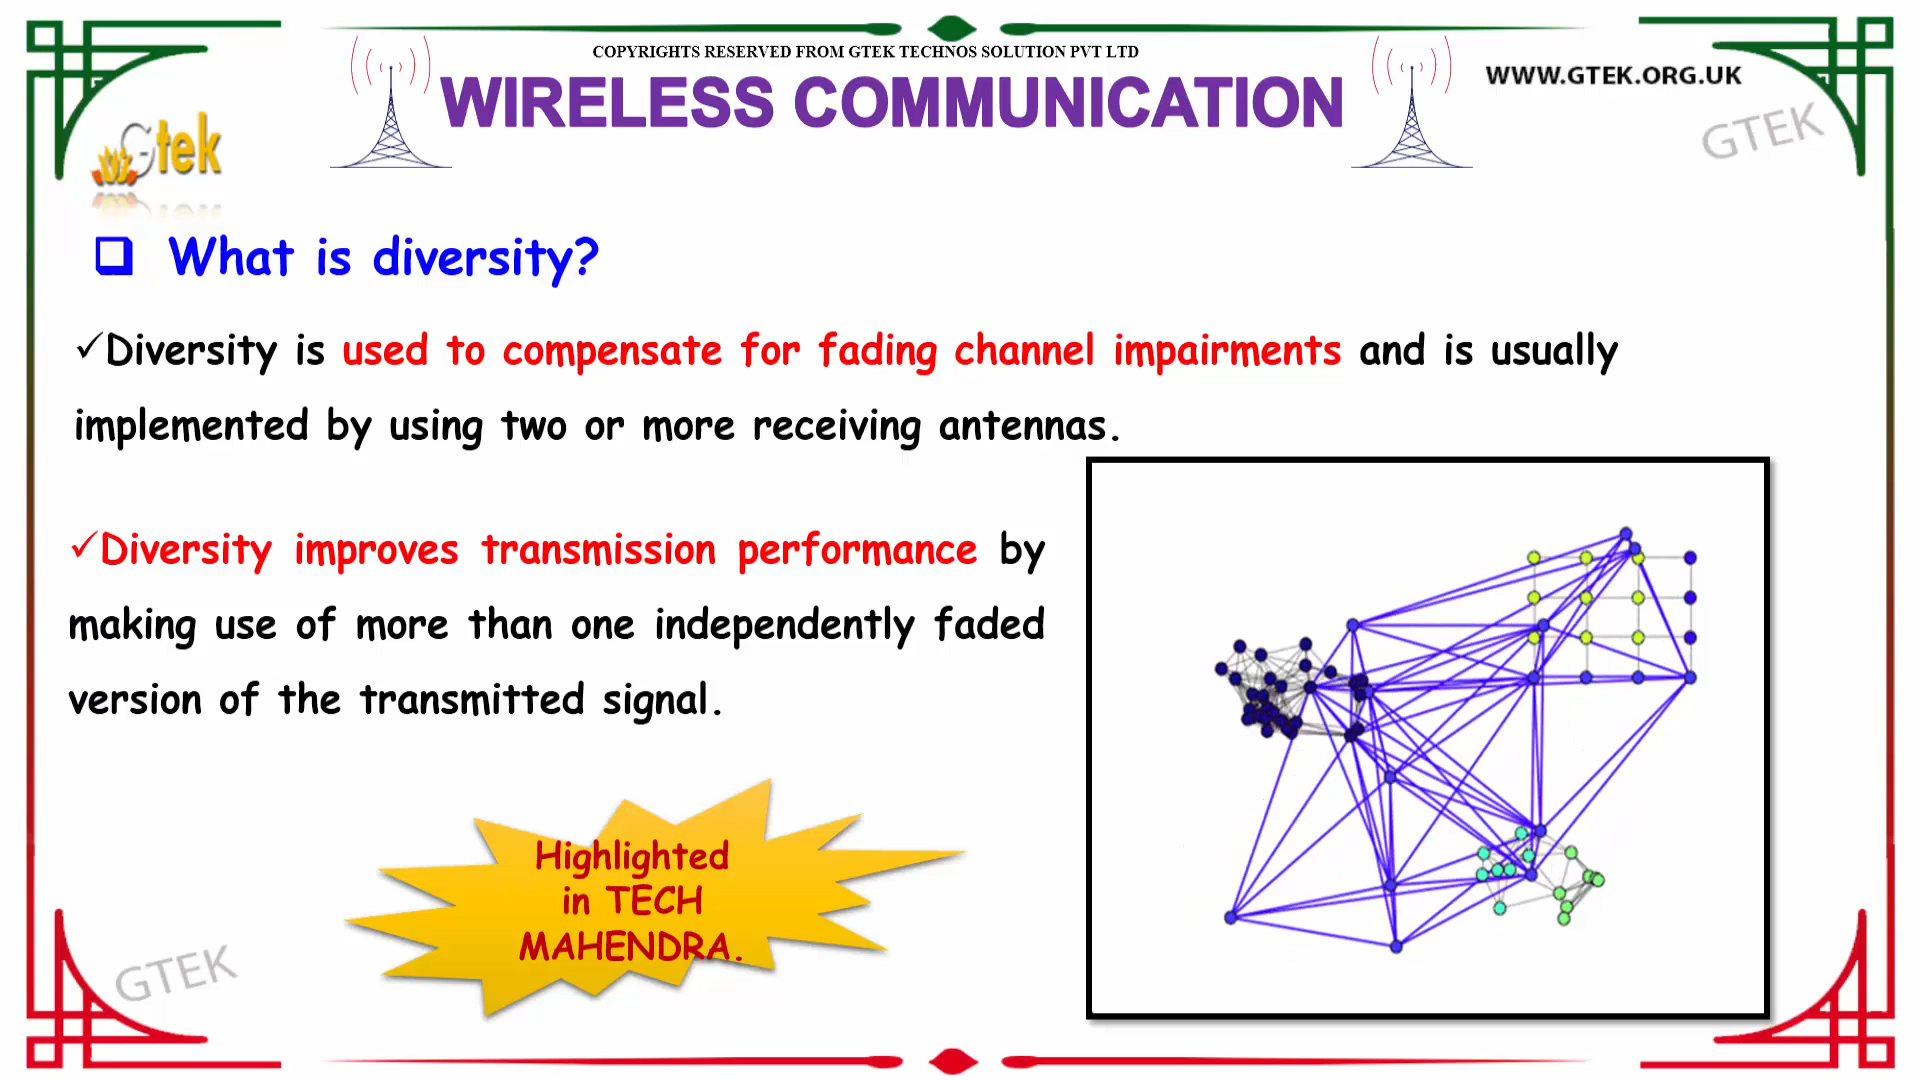 COPYRIGHTS RESERVED FROM GTEK TECHNOS SOLUTION PVT LTD
WIRELESS COMMUNICATION
WWW.GTEK.ORG.UK
GTEK
Gtek
What is diversity?
✓Diversity is used to compensate for fading channel impairments and is usually
implemented by using two or more receiving antennas.
✓Diversity improves transmission performance by
making use of more than one independently faded
version of the transmitted signal.
Highlighted
in TECH
MAHENDRA.
GTEK